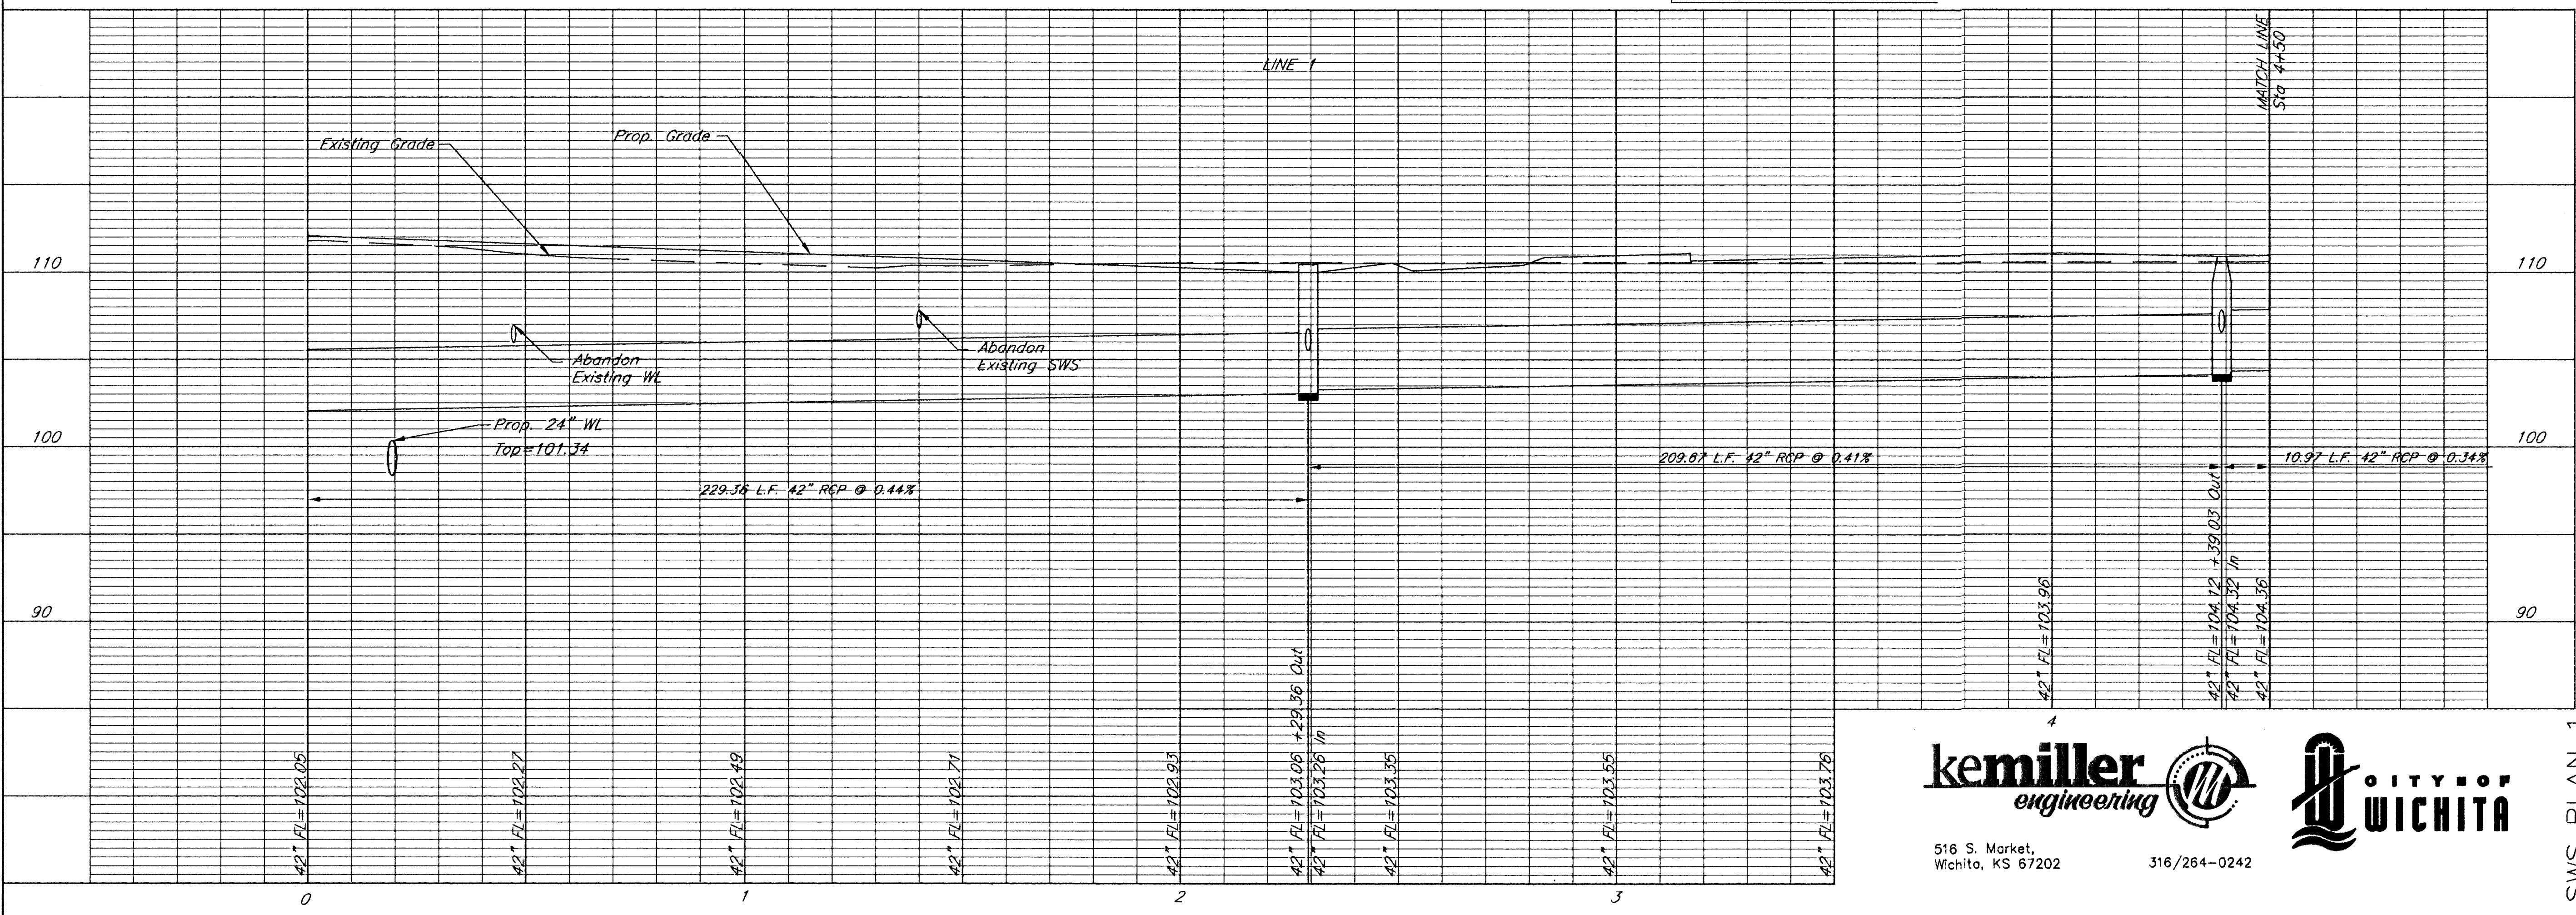 LINE 1
MATCH LINE
Sta 4+50
Existing Grade
Prop. Grade
110
110
Abandon
Existing WL
Abandon
Existing SWS
100
100
Prop. 24" WL
Top=101.34
229.36 L.F. 42" RCP @ 0.44%
209.67 L.F. 42" RCP @ 0.41%
10.97 L.F. 42" RCP @ 0.34%
90
90
42" FL=102.05
42" FL=102.27
42" FL=102.49
42" FL=102.71
42" FL=102.93
42" FL=103.06 +29.36 Out
42" FL=103.26 In
42" FL=103.35
42" FL=103.55
42" FL=103.76
42" FL=103.96
42" FL=104.12 +39.03 Out
42" FL=104.32 In
42" FL=104.36
0
1
2
3
4
kemiller
engineering
516 S. Market,
Wichita, KS 67202
316/264-0242
CITY OF
WICHITA
SWS PLAN 1